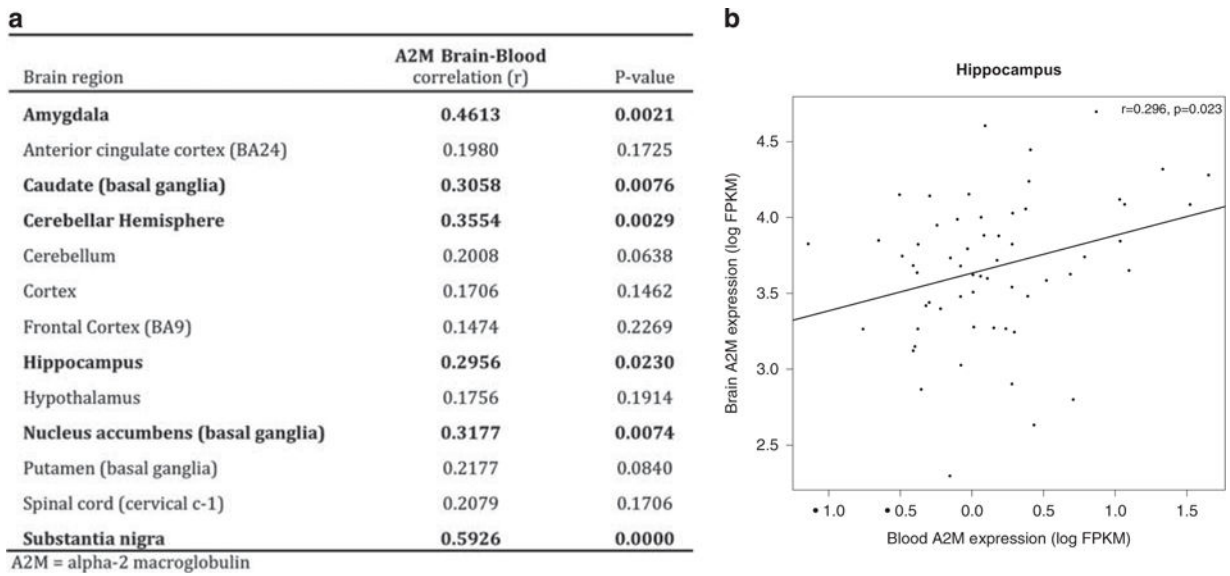 a
Brain region A2M Brain-Blood correlation (r) P-value
Amygdala 0.4613 0.0021
Anterior cingulate cortex (BA24) 0.1980 0.1725
Caudate (basal ganglia) 0.3058 0.0076
Cerebellar Hemisphere 0.3554 0.0029
Cerebellum 0.2008 0.0638
Cortex 0.1706 0.1462
Frontal Cortex (BA9) 0.1474 0.2269
Hippocampus 0.2956 0.0230
Hypothalamus 0.1756 0.1914
Nucleus accumbens (basal ganglia) 0.3177 0.0074
Putamen (basal ganglia) 0.2177 0.0840
Spinal cord (cervical c-1) 0.2079 0.1706
Substantia nigra 0.5926 0.0000
A2M = alpha-2 macroglobulin
b
Hippocampus
r=0.296, p=0.023
Brain A2M expression (log FPKM)
4.5
4.0
3.5
3.0
2.5
• 1.0 • 0.5 0.0 0.5 1.0 1.5
Blood A2M expression (log FPKM)